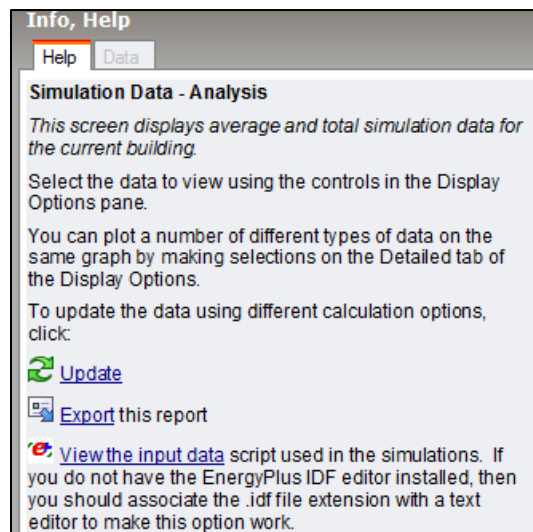 Info, Help
Help Data
Simulation Data - Analysis
This screen displays average and total simulation data for
the current building.
Select the data to view using the controls in the Display
Options pane.
You can plot a number of different types of data on the
same graph by making selections on the Detailed tab of
the Display Options.
To update the data using different calculation options,
click:
Update
Export this report
View the input data script used in the simulations. If
you do not have the EnergyPlus IDF editor installed, then
you should associate the .idf file extension with a text
editor to make this option work.